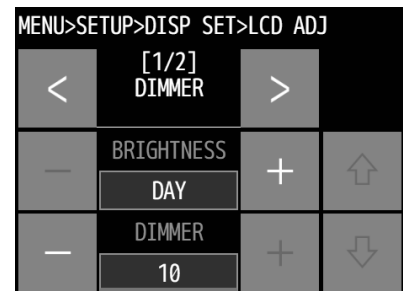 MENU>SETUP>DISP SET>LCD ADJ
[1/2]
< DIMMER >
BRIGHTNESS
− DAY +
DIMMER
− 10 +